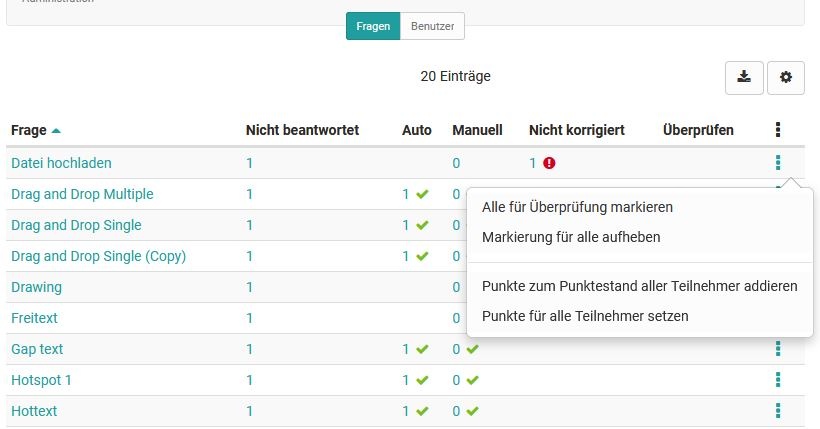 Administration
Fragen Benutzer
20 Einträge
Frage Nicht beantwortet Auto Manuell Nicht korrigiert Überprüfen
Datei hochladen 1 0 1
Drag and Drop Multiple 1 1 0
Drag and Drop Single 1 1 0
Drag and Drop Single (Copy) 1 1 0
Drawing 1 0
Freitext 1 0
Gap text 1 1 0
Hotspot 1 1 1 0
Hottext 1 1 0
Alle für Überprüfung markieren
Markierung für alle aufheben
Punkte zum Punktestand aller Teilnehmer addieren
Punkte für alle Teilnehmer setzen